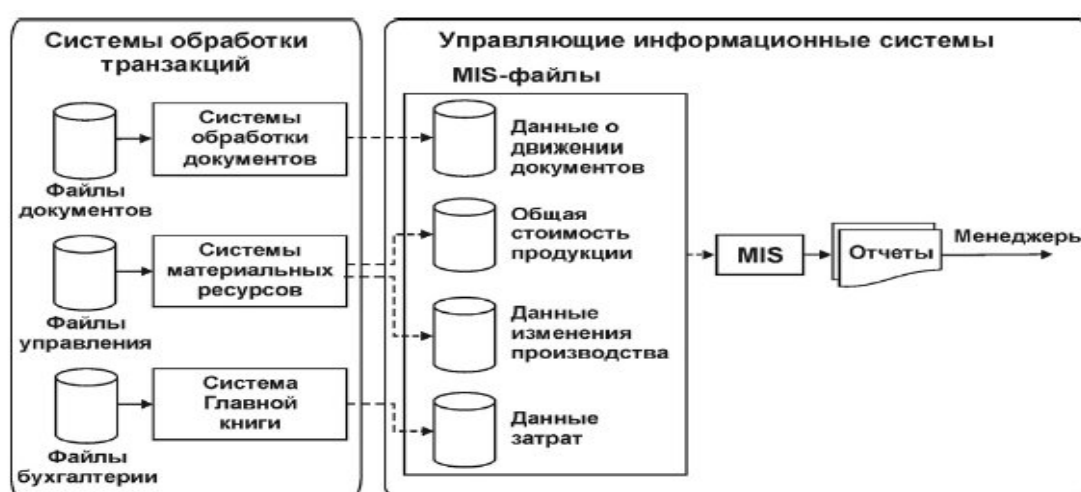 Системы обработки
транзакций
Системы
обработки
документов
Файлы
документов
Системы
материальных
ресурсов
Файлы
управления
Система
Главной
книги
Файлы
бухгалтерии
Управляющие информационные системы
MIS-файлы
Данные о
движении
документов
Общая
стоимость
продукции
Данные
изменения
производства
Данные
затрат
MIS
Отчеты
Менеджеры